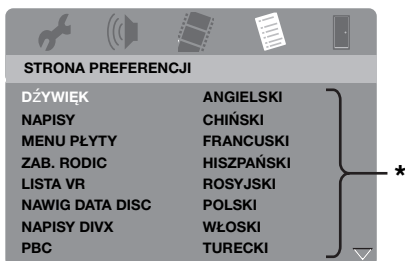 STRONA PREFERENCJI
DŹYWIĘK ANGIELSKI
NAPISY CHIŃSKI
MENU PŁYTY FRANCUSKI
ZAB. RODIC HISZPAŃSKI
LISTA VR ROSYJSKI
NAWIG DATA DISC POLSKI
NAPISY DIVX WŁOSKI
PBC TURECKI
*